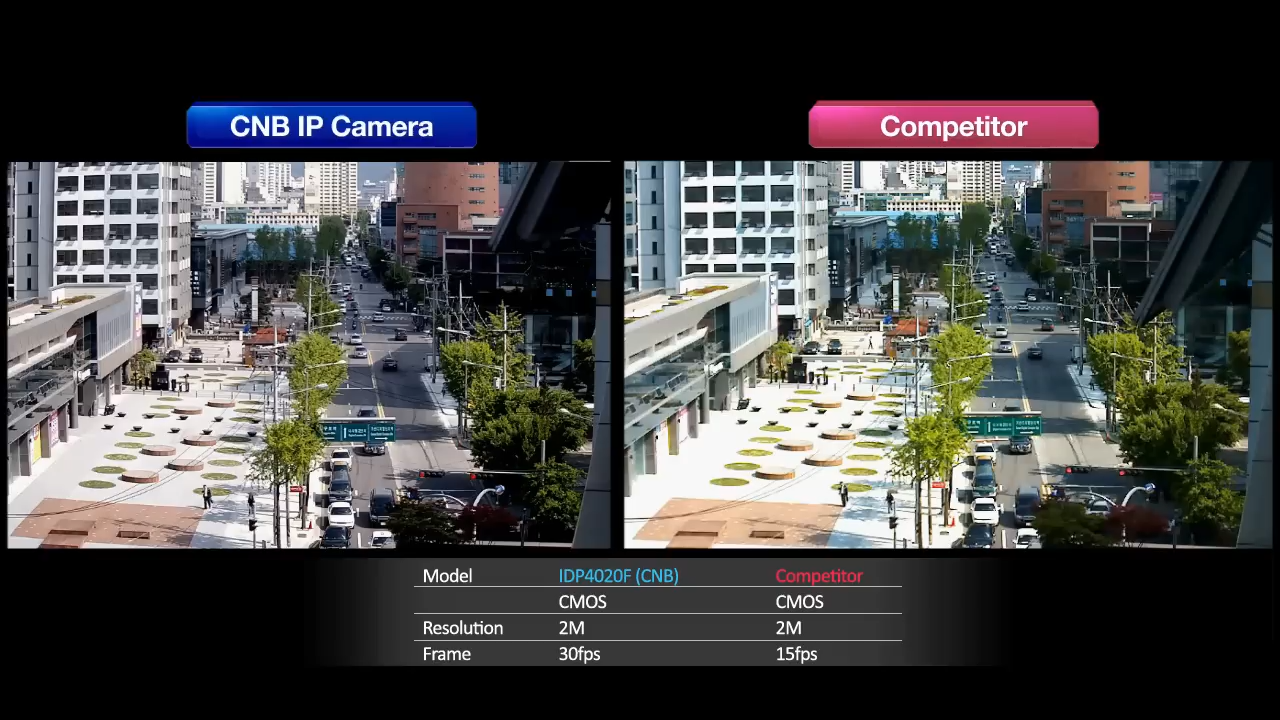 CNB IP Camera
Competitor
Model IDP4020F (CNB) Competitor
CMOS CMOS
Resolution 2M 2M
Frame 30fps 15fps